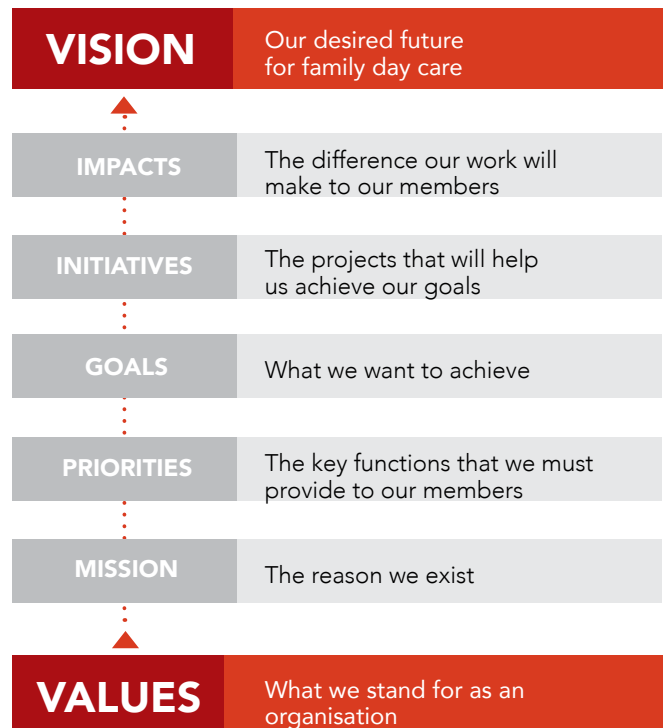 VISION
Our desired future
for family day care
IMPACTS
The difference our work will
make to our members
INITIATIVES
The projects that will help
us achieve our goals
GOALS
What we want to achieve
PRIORITIES
The key functions that we must
provide to our members
MISSION
The reason we exist
VALUES
What we stand for as an
organisation